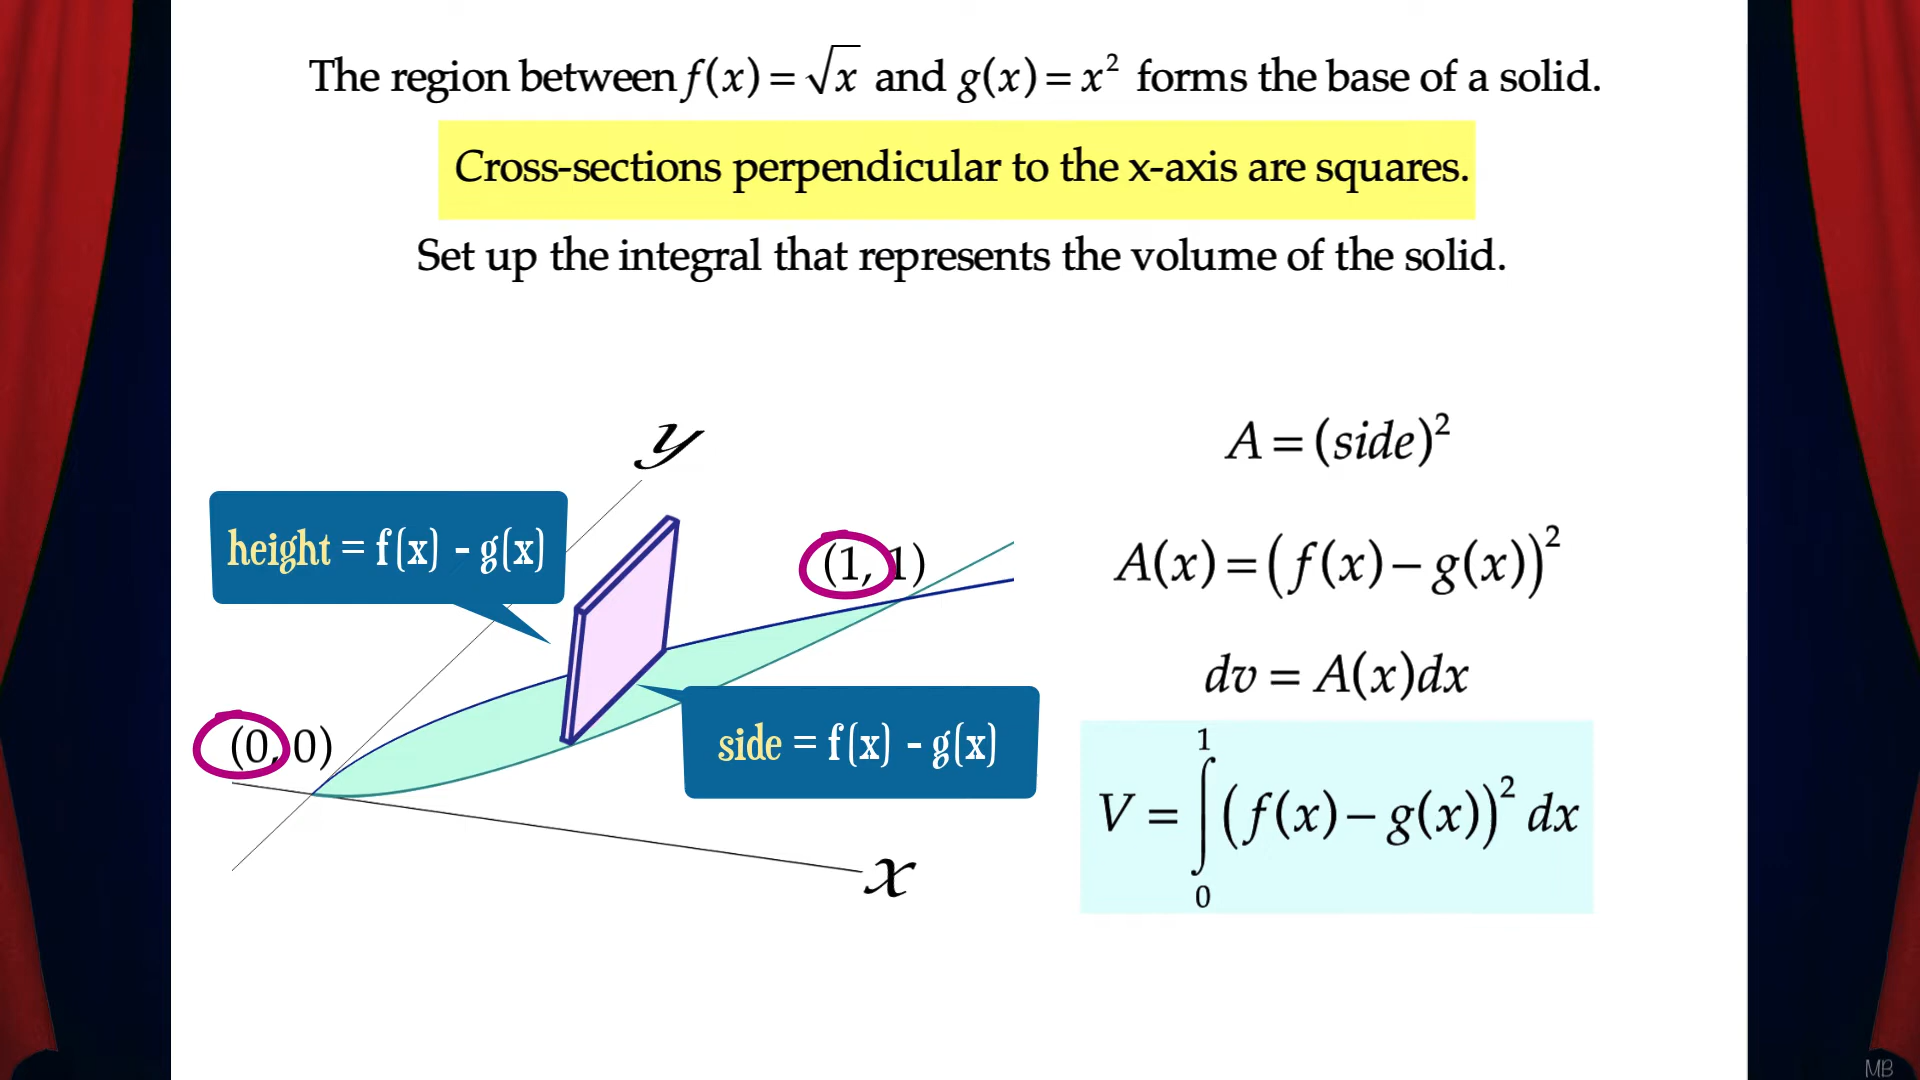 The region between f(x) = √x and g(x) = x² forms the base of a solid.
Cross-sections perpendicular to the x-axis are squares.
Set up the integral that represents the volume of the solid.
y
height = f(x) - g(x)
(1, 1)
(0, 0)
side = f(x) - g(x)
x
A = (side)²
A(x) = (f(x) − g(x))²
dv = A(x)dx
V = ∫₀¹ (f(x) − g(x))² dx
MB